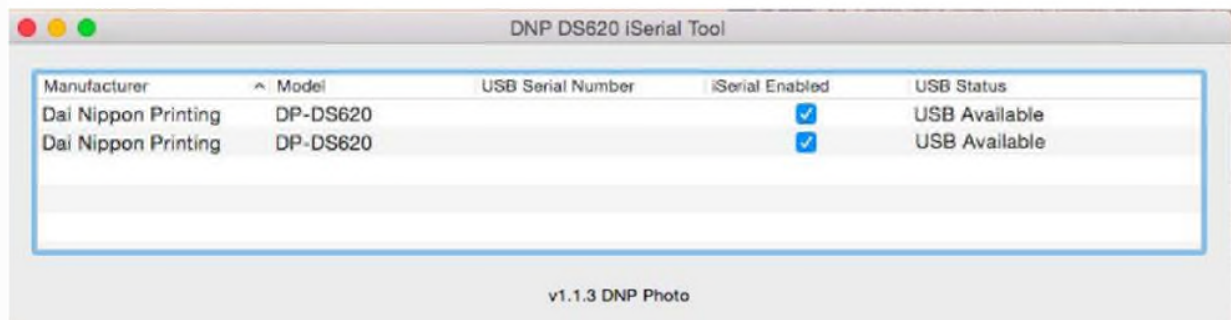 DNP DS620 iSerial Tool
Manufacturer Model USB Serial Number iSerial Enabled USB Status
Dai Nippon Printing DP-DS620 USB Available
Dai Nippon Printing DP-DS620 USB Available
v1.1.3 DNP Photo